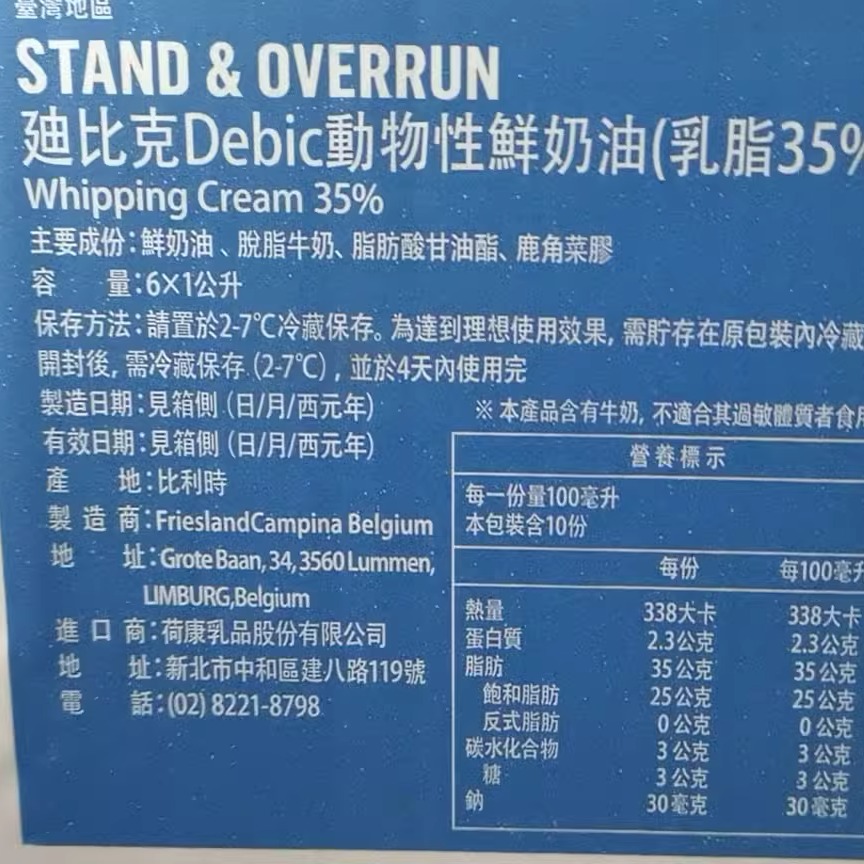 臺灣地區
STAND & OVERRUN
廸比克Debic動物性鮮奶油(乳脂35%
Whipping Cream 35%
主要成份：鮮奶油、脫脂牛奶、脂肪酸甘油酯、鹿角菜膠
容 量：6×1公升
保存方法：請置於2-7℃冷藏保存。為達到理想使用效果, 需貯存在原包裝內冷藏
開封後, 需冷藏保存 (2-7℃) , 並於4天內使用完
製造日期：見箱側 (日/月/西元年)
※ 本產品含有牛奶, 不適合其過敏體質者食用
有效日期：見箱側 (日/月/西元年)
產 地：比利時
製 造 商：FrieslandCampina Belgium
地 址：Grote Baan, 34, 3560 Lummen,
LIMBURG,Belgium
進 口 商：荷康乳品股份有限公司
地 址：新北市中和區建八路119號
電 話：(02) 8221-8798
營養標示
每一份量100毫升
本包裝含10份
每份 每100毫升
熱量 338大卡 338大卡
蛋白質 2.3公克 2.3公克
脂肪 35公克 35公克
飽和脂肪 25公克 25公克
反式脂肪 0公克 0公克
碳水化合物 3公克 3公克
糖 3公克 3公克
鈉 30毫克 30毫克